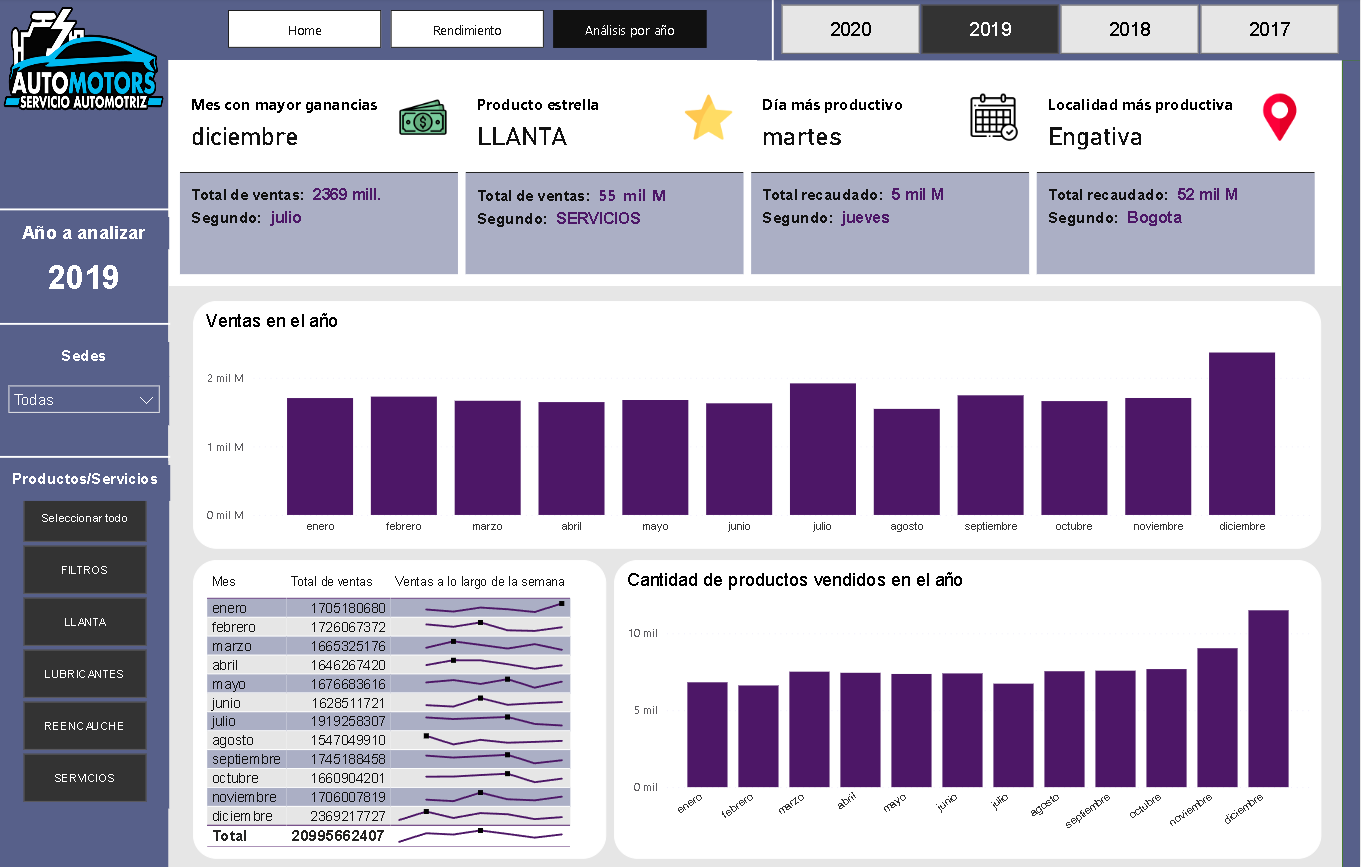 AUTOMOTORS
SERVICIO AUTOMOTRIZ
Home
Rendimiento
Análisis por año
2020
2019
2018
2017
Mes con mayor ganancias
diciembre
Total de ventas: 2369 mill.
Segundo: julio
Producto estrella
LLANTA
Total de ventas: 55 mil M
Segundo: SERVICIOS
Día más productivo
martes
Total recaudado: 5 mil M
Segundo: jueves
Localidad más productiva
Engativa
Total recaudado: 52 mil M
Segundo: Bogota
Año a analizar
2019
Sedes
Todas
Productos/Servicios
Seleccionar todo
FILTROS
LLANTA
LUBRICANTES
REENCAUCHE
SERVICIOS
Ventas en el año
2 mil M
1 mil M
0 mil M
enero febrero marzo abril mayo junio julio agosto septiembre octubre noviembre diciembre
Mes Total de ventas Ventas a lo largo de la semana
enero 1705180680
febrero 1726067372
marzo 1665325176
abril 1646267420
mayo 1676683616
junio 1628511721
julio 1919258307
agosto 1547049910
septiembre 1745188458
octubre 1660904201
noviembre 1706007819
diciembre 2369217727
Total 20995662407
Cantidad de productos vendidos en el año
10 mil
5 mil
0 mil
enero febrero marzo abril mayo junio julio agosto septiembre octubre noviembre diciembre